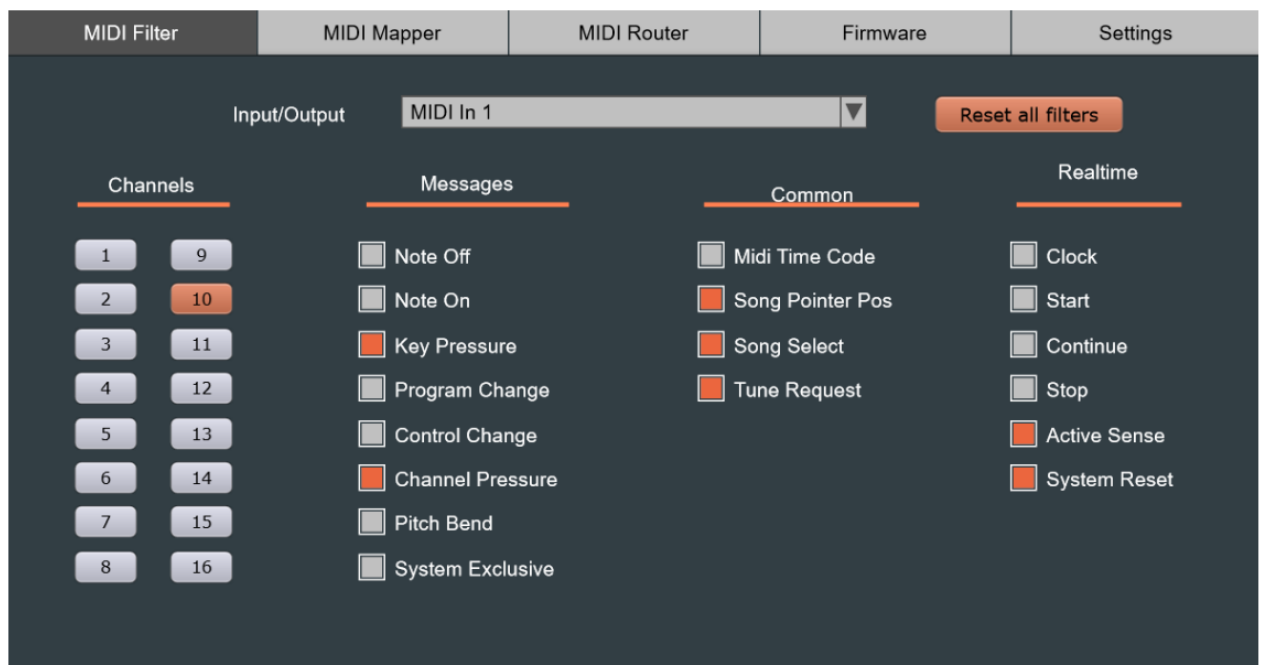 MIDI Filter MIDI Mapper MIDI Router Firmware Settings
Input/Output MIDI In 1 Reset all filters
Channels Messages Common Realtime
1 9 Note Off Midi Time Code Clock
2 10 Note On Song Pointer Pos Start
3 11 Key Pressure Song Select Continue
4 12 Program Change Tune Request Stop
5 13 Control Change Active Sense
6 14 Channel Pressure System Reset
7 15 Pitch Bend
8 16 System Exclusive